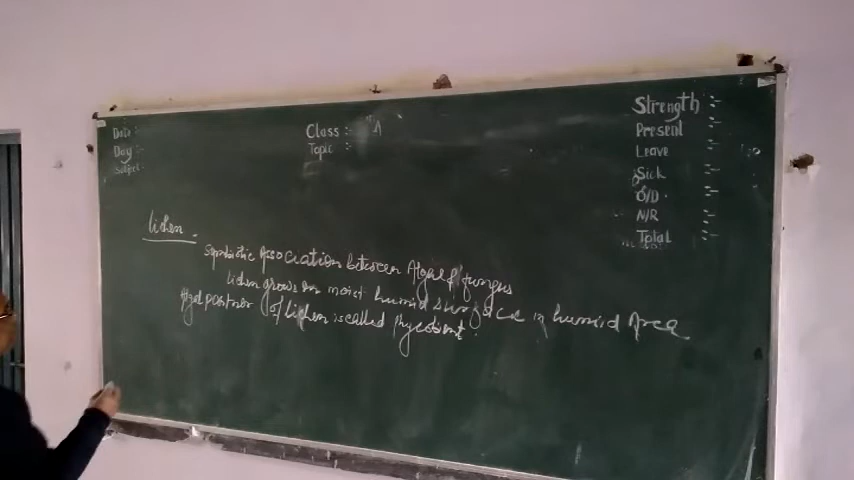 Date :-
Day :-
Subject :-
Class :- A
Topic :
Strength :-
Present :-
Leave :-
Sick :-
O/D :-
N/R :-
Total :-
lichen -
Symbiotic Association between Algae & fungus
lichen grows on moist humid surface in humid Area
Algal partner of lichen is called phycobiont.